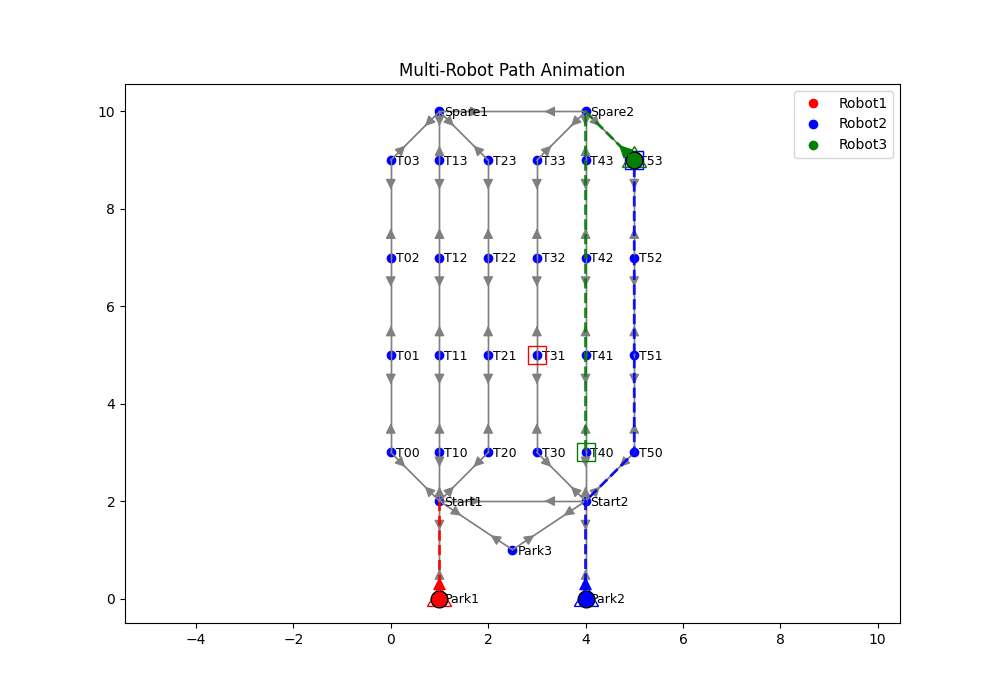 Multi-Robot Path Animation
Robot1
Robot2
Robot3
10
8
6
4
2
0
Spare1 Spare2
T03 T13 T23 T33 T43 T53
T02 T12 T22 T32 T42 T52
T01 T11 T21 T31 T41 T51
T00 T10 T20 T30 T40 T50
Start1 Start2
Park3
Park1 Park2
−4 −2 0 2 4 6 8 10